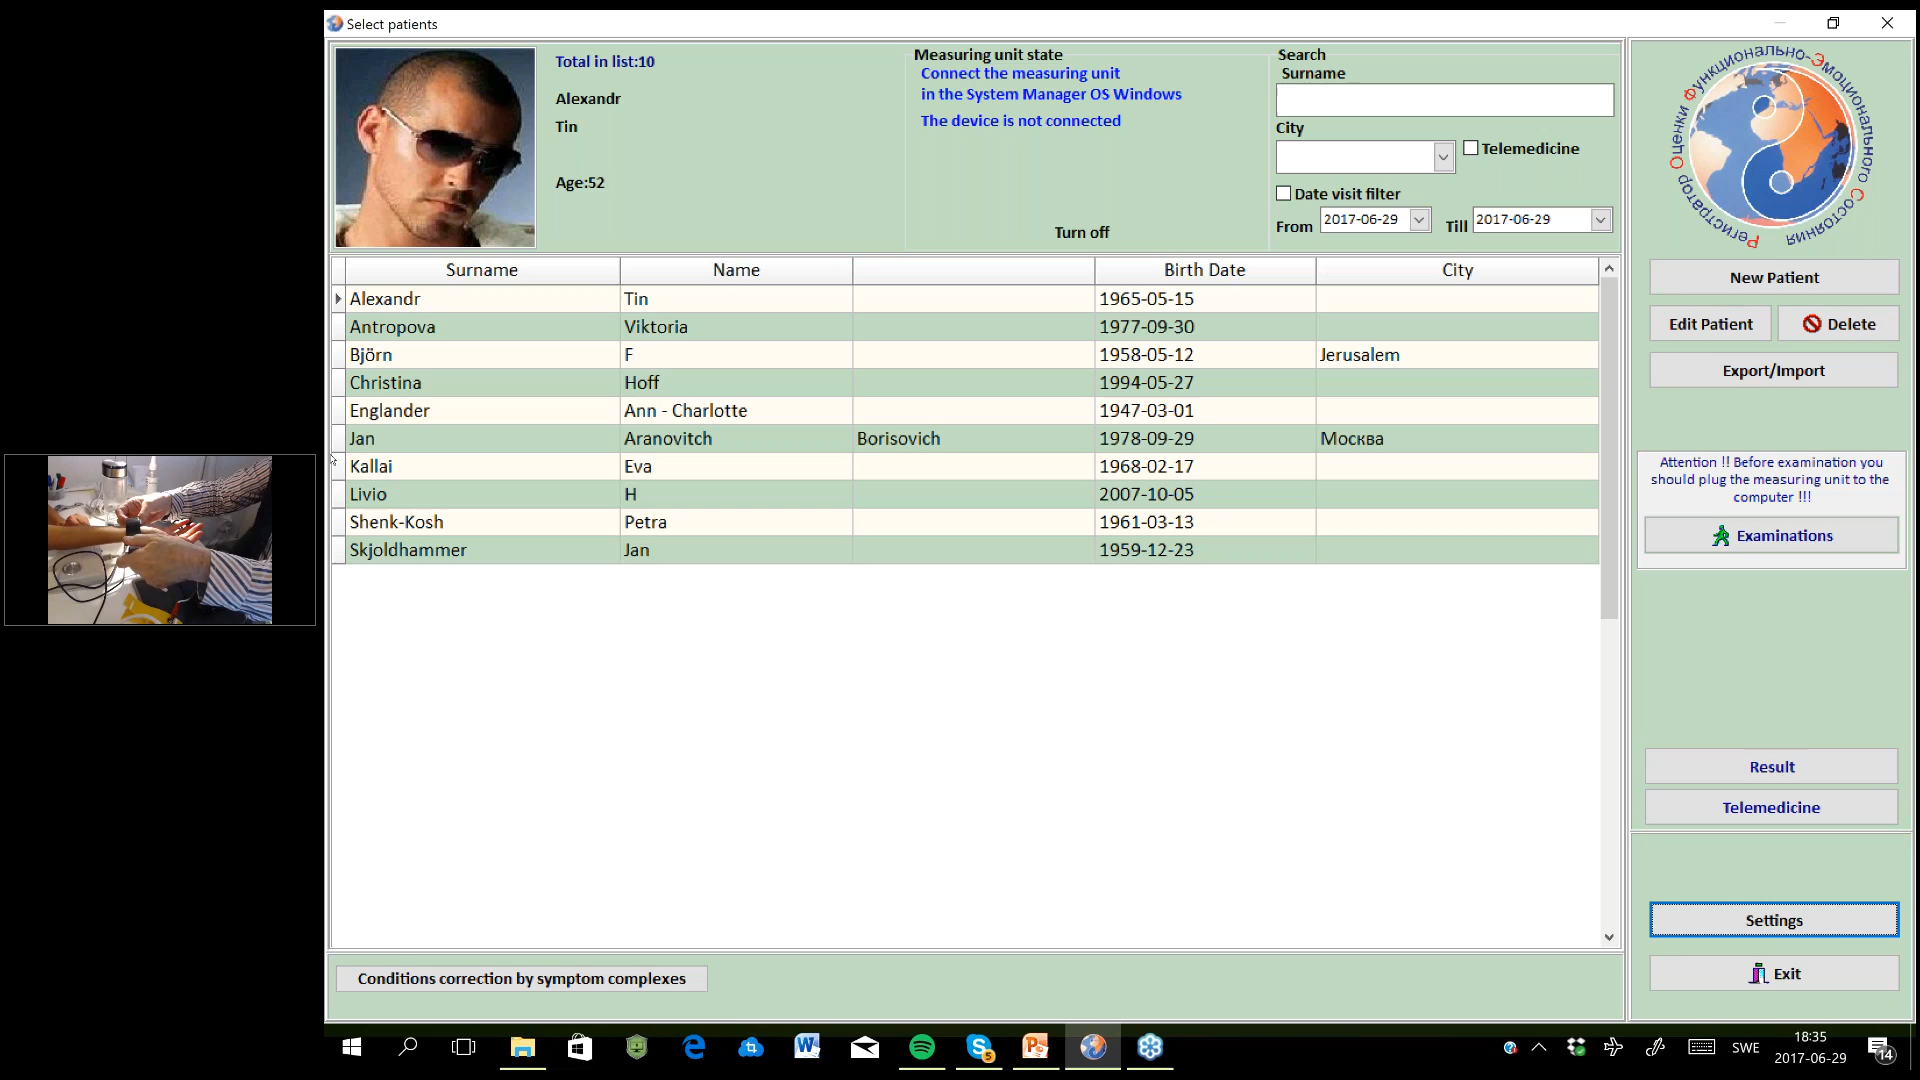 Select patients
Total in list:10
Alexandr
Tin
Age:52
Measuring unit state
Connect the measuring unit
in the System Manager OS Windows
The device is not connected
Turn off
Search
Surname
City
Telemedicine
Date visit filter
From 2017-06-29 Till 2017-06-29
Регистратор Оценки Функционально-Эмоционального Состояния
Surname Name Birth Date City
Alexandr Tin 1965-05-15
Antropova Viktoria 1977-09-30
Björn F 1958-05-12 Jerusalem
Christina Hoff 1994-05-27
Englander Ann - Charlotte 1947-03-01
Jan Aranovitch Borisovich 1978-09-29 Москва
Kallai Eva 1968-02-17
Livio H 2007-10-05
Shenk-Kosh Petra 1961-03-13
Skjoldhammer Jan 1959-12-23
New Patient
Edit Patient Delete
Export/Import
Attention !! Before examination you
should plug the measuring unit to the
computer !!!
Examinations
Result
Telemedicine
Settings
Exit
Conditions correction by symptom complexes
5
SWE
18:35
2017-06-29
14